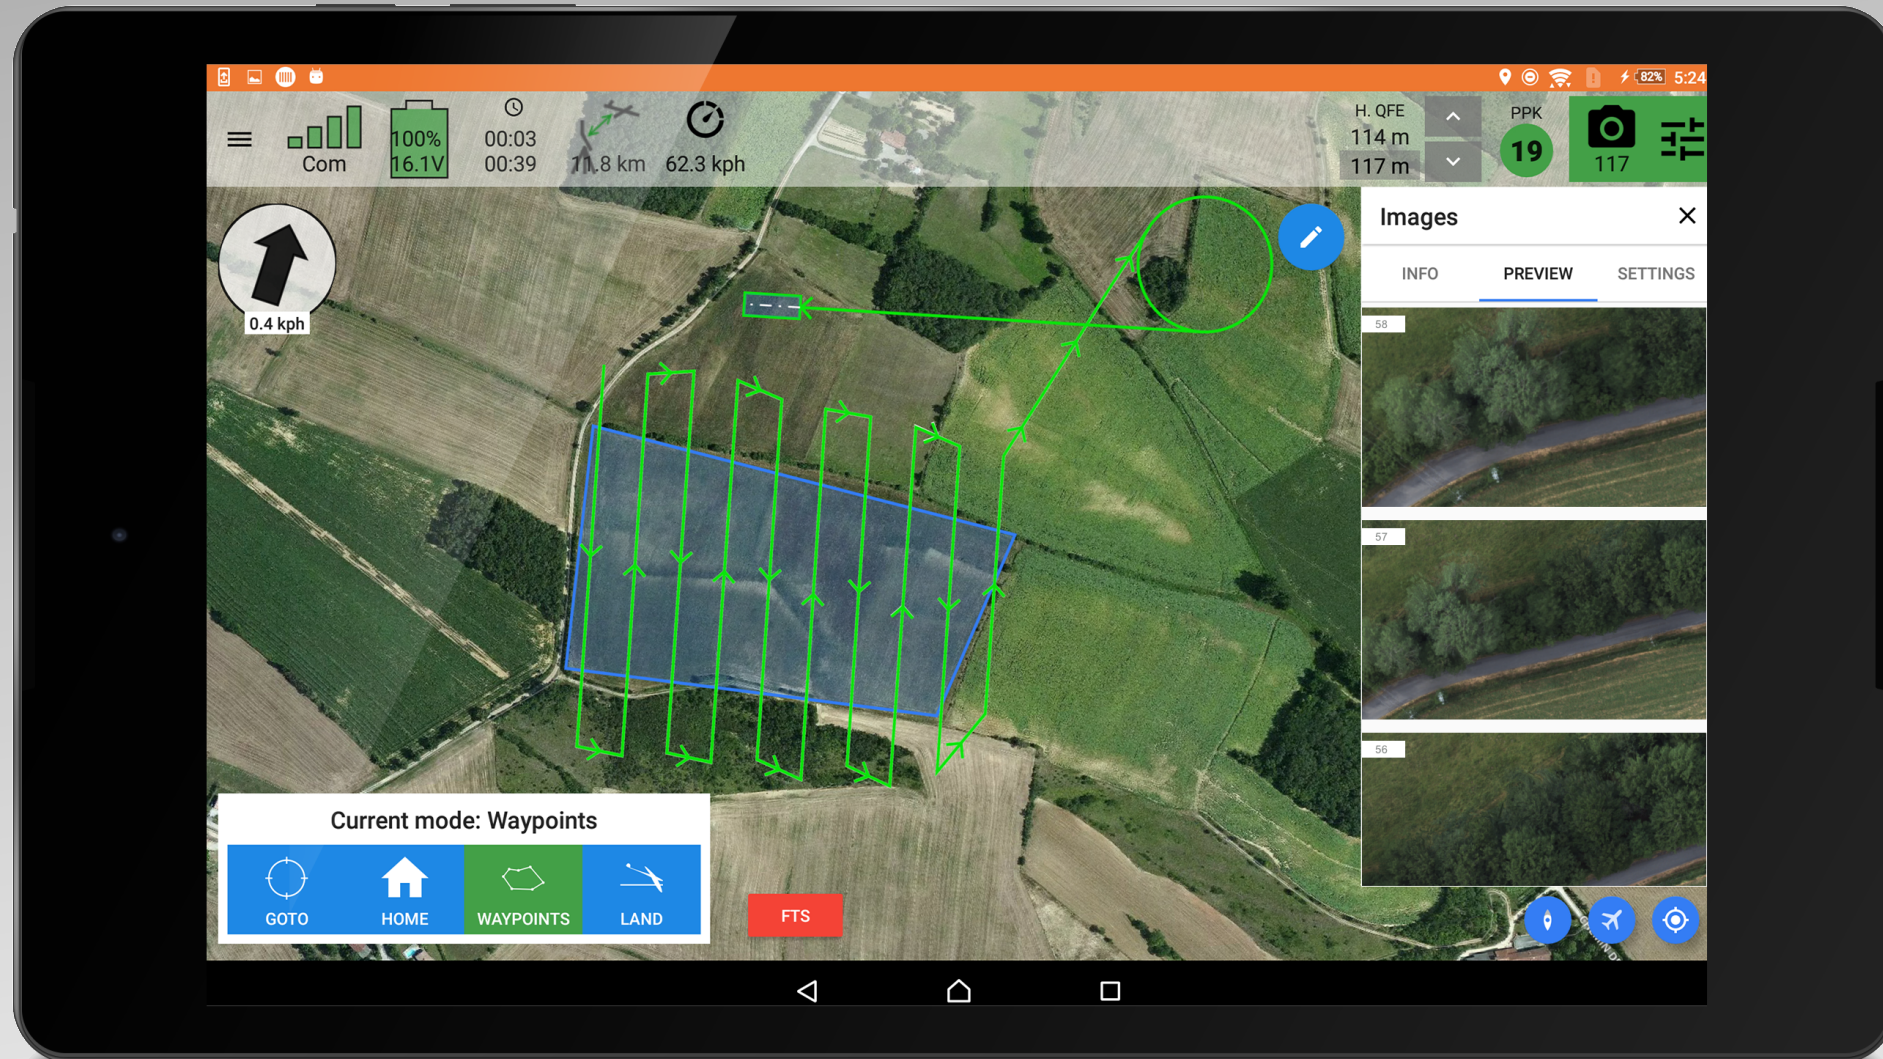 82% 5:24
100%
16.1V
Com
00:03
00:39
11.8 km
62.3 kph
H. QFE
114 m
117 m
PPK
19
117
0.4 kph
Images
INFO PREVIEW SETTINGS
58
57
56
Current mode: Waypoints
GOTO HOME WAYPOINTS LAND
FTS